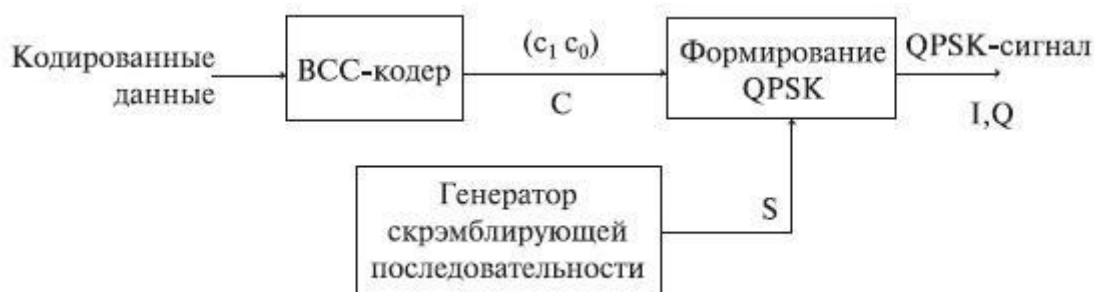 Кодированные
данные
ВСС-кодер
(c₁ c₀)
C
Формирование
QPSK
QPSK-сигнал
I,Q
Генератор
скрэмблирующей
последовательности
S